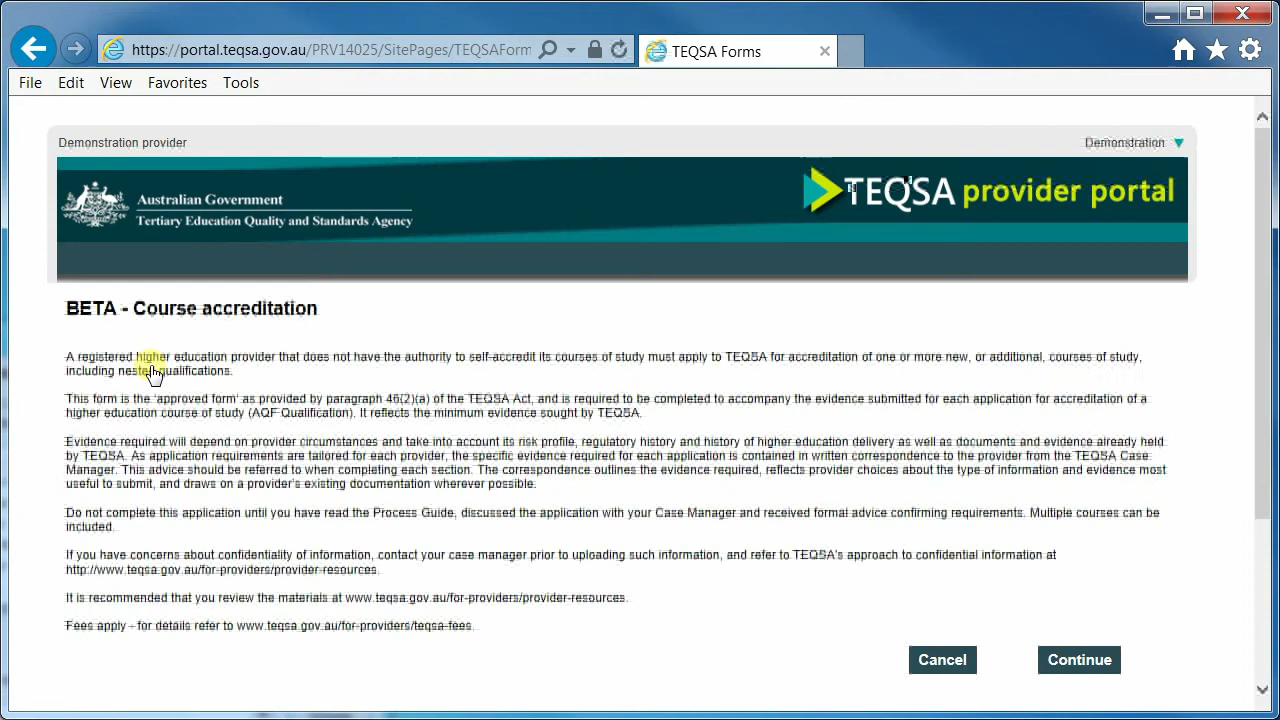 https://portal.teqsa.gov.au/PRV14025/SitePages/TEQSAForm
TEQSA Forms
File Edit View Favorites Tools
Demonstration provider
Demonstration
Australian Government
Tertiary Education Quality and Standards Agency
TEQSA provider portal
BETA - Course accreditation
A registered higher education provider that does not have the authority to self-accredit its courses of study must apply to TEQSA for accreditation of one or more new, or additional, courses of study,
including nested qualifications.
This form is the 'approved form' as provided by paragraph 46(2)(a) of the TEQSA Act, and is required to be completed to accompany the evidence submitted for each application for accreditation of a
higher education course of study (AQF Qualification). It reflects the minimum evidence sought by TEQSA.
Evidence required will depend on provider circumstances and take into account its risk profile, regulatory history and history of higher education delivery as well as documents and evidence already held
by TEQSA. As application requirements are tailored for each provider, the specific evidence required for each application is contained in written correspondence to the provider from the TEQSA Case
Manager. This advice should be referred to when completing each section. The correspondence outlines the evidence required, reflects provider choices about the type of information and evidence most
useful to submit, and draws on a provider's existing documentation wherever possible.
Do not complete this application until you have read the Process Guide, discussed the application with your Case Manager and received formal advice confirming requirements. Multiple courses can be
included.
If you have concerns about confidentiality of information, contact your case manager prior to uploading such information, and refer to TEQSA's approach to confidential information at
http://www.teqsa.gov.au/for-providers/provider-resources.
It is recommended that you review the materials at www.teqsa.gov.au/for-providers/provider-resources.
Fees apply - for details refer to www.teqsa.gov.au/for-providers/teqsa-fees.
Cancel
Continue